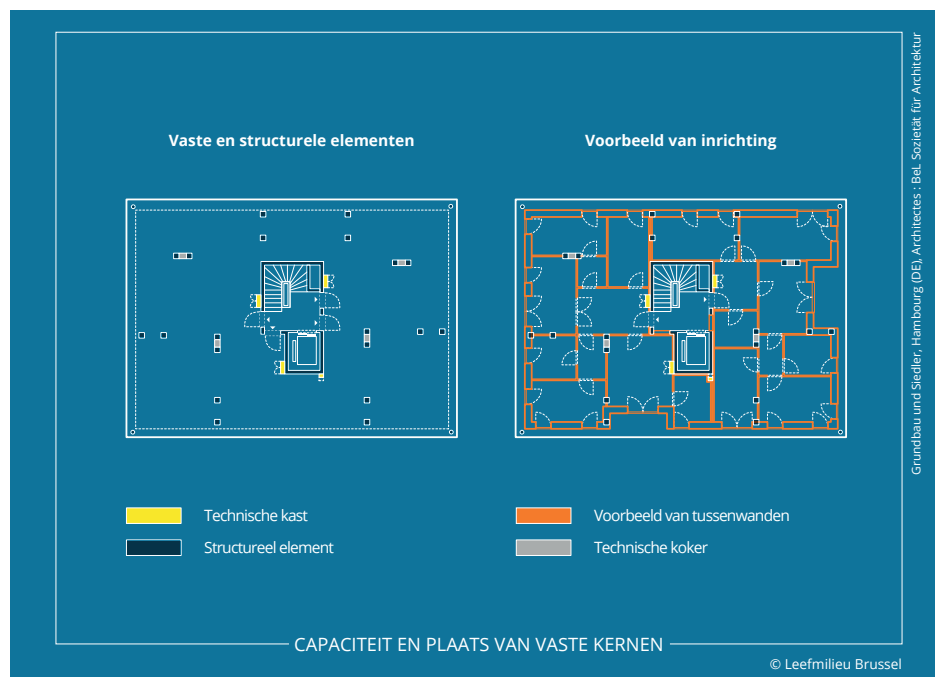 Vaste en structurele elementen
Voorbeeld van inrichting
Technische kast
Structureel element
Voorbeeld van tussenwanden
Technische koker
CAPACITEIT EN PLAATS VAN VASTE KERNEN
© Leefmilieu Brussel
Grundbau und Siedler, Hambourg (DE), Architectes : BeL Sozietät für Architektur